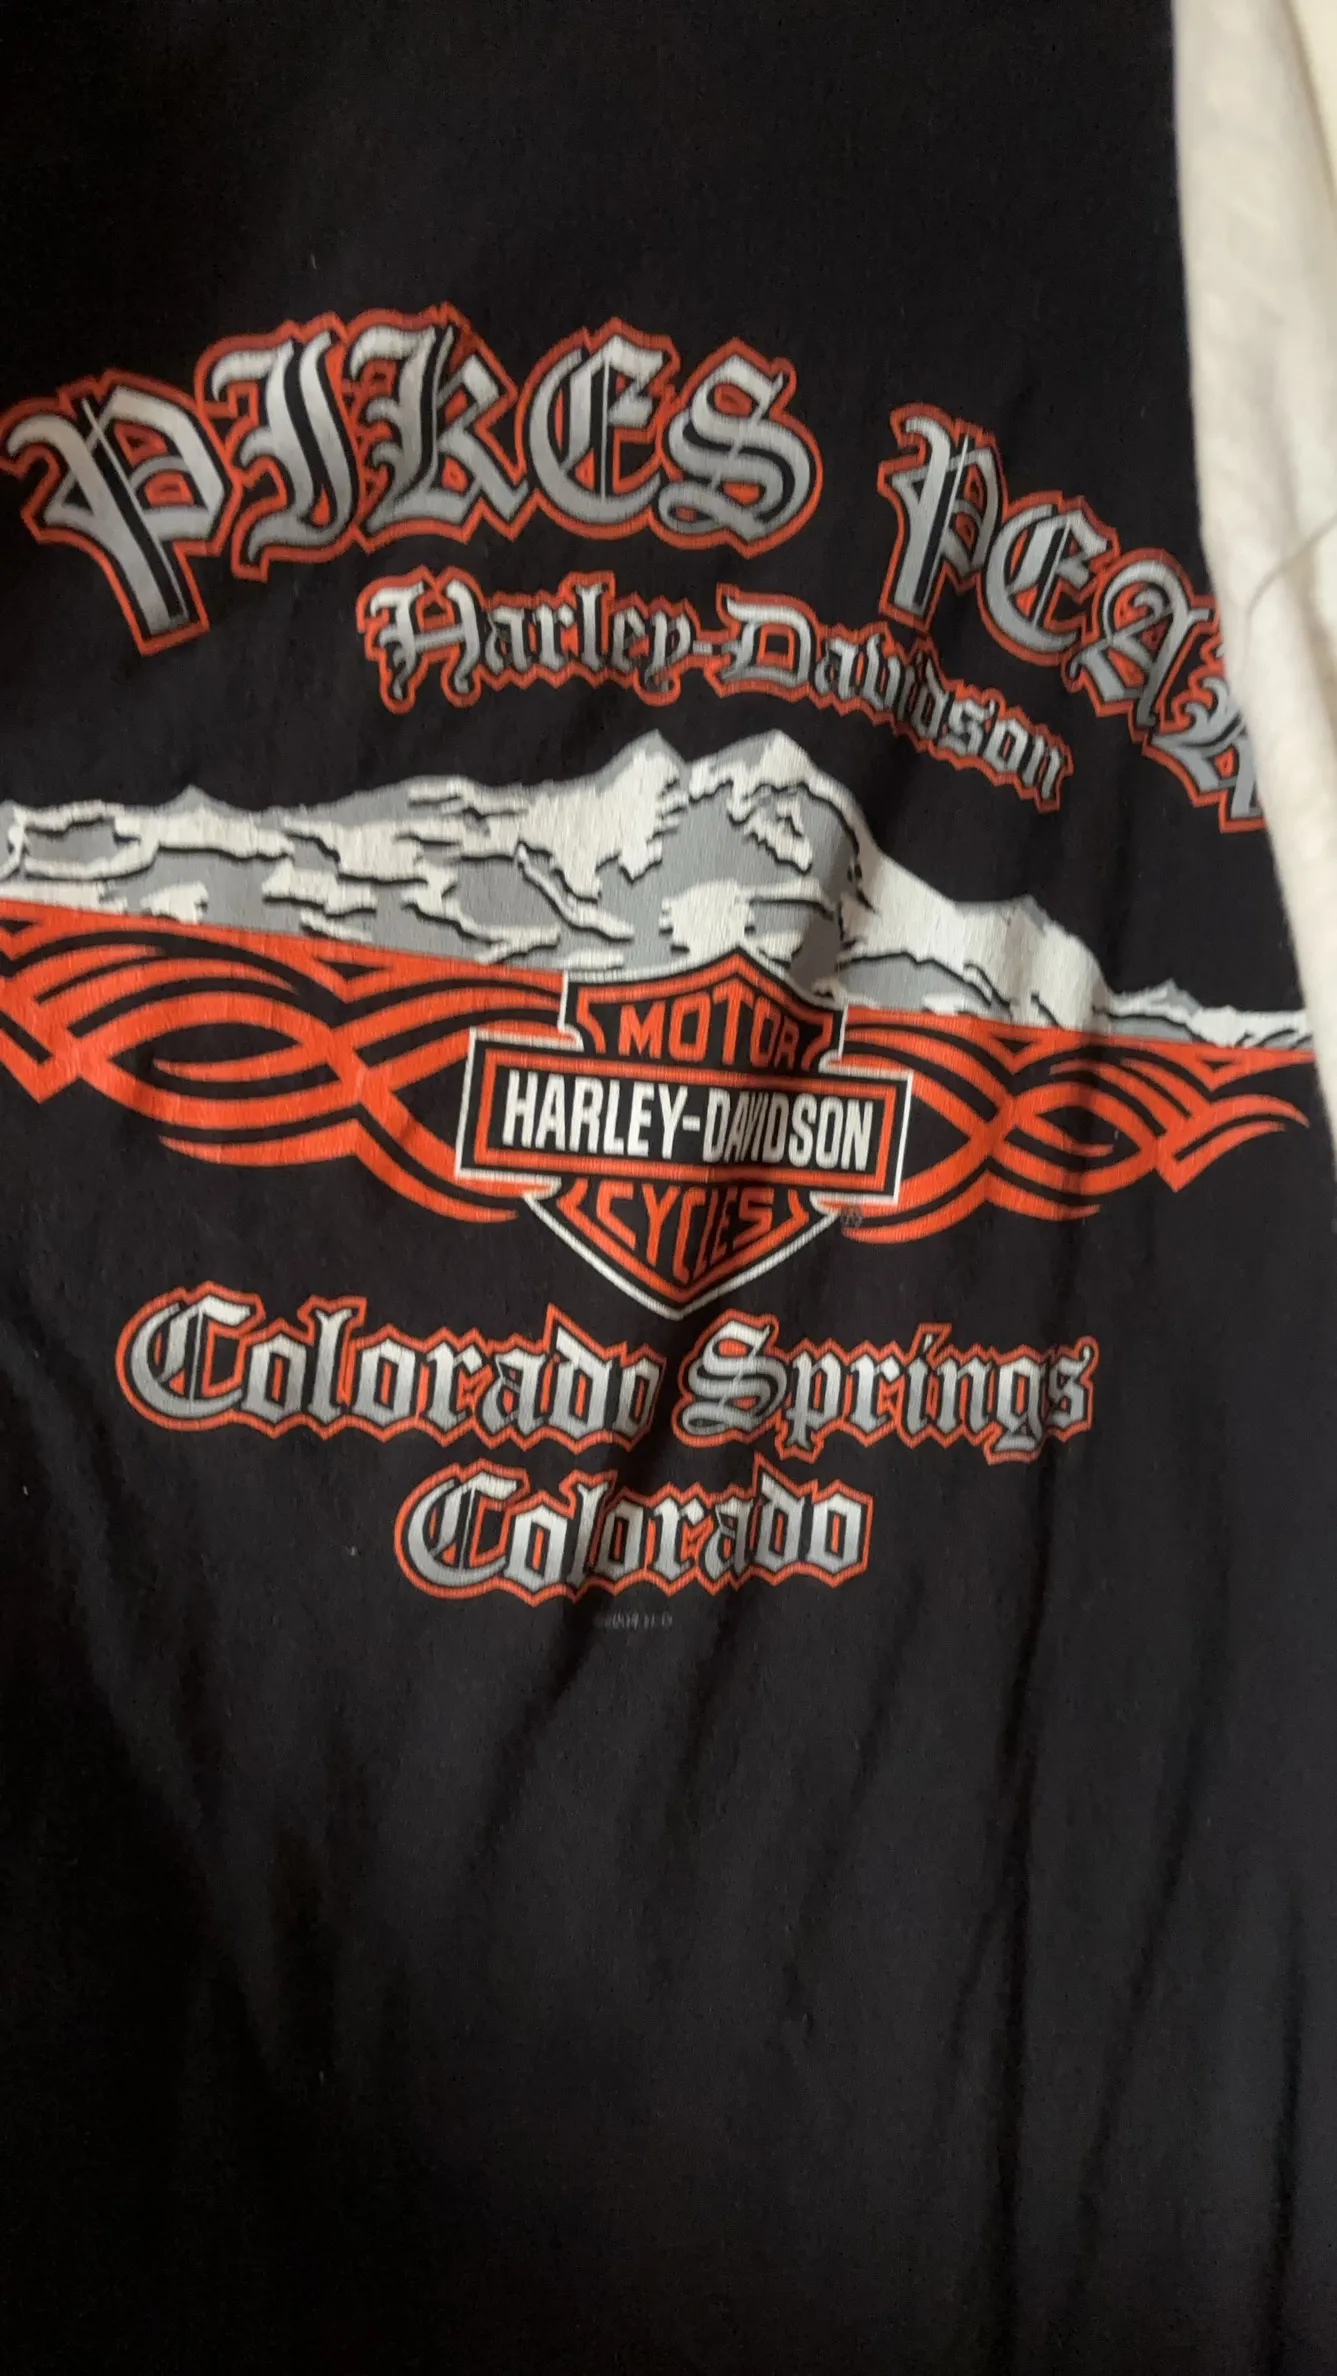 PIKES PEAK
Harley-Davidson
MOTOR
HARLEY-DAVIDSON
CYCLES
®
Colorado Springs
Colorado